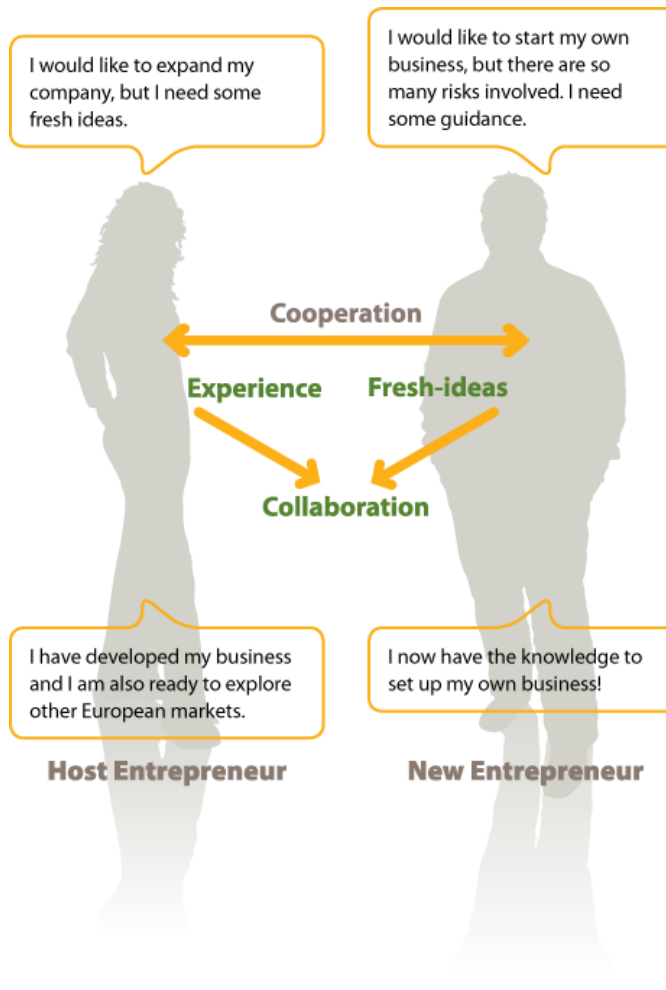 I would like to expand my
company, but I need some
fresh ideas.
I would like to start my own
business, but there are so
many risks involved. I need
some guidance.
Cooperation
Experience
Fresh-ideas
Collaboration
I have developed my business
and I am also ready to explore
other European markets.
I now have the knowledge to
set up my own business!
Host Entrepreneur
New Entrepreneur